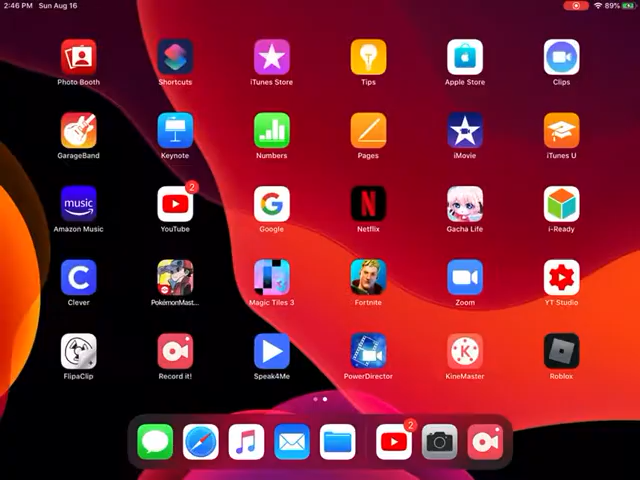 2:46 PM Sun Aug 16 89%
Photo Booth Shortcuts iTunes Store Tips Apple Store Clips
GarageBand Keynote Numbers Pages iMovie iTunes U
music 2 G N
Amazon Music YouTube Google Netflix Gacha Life i-Ready
C
Clever PokémonMast... Magic Tiles 3 Fortnite Zoom YT Studio
K
FlipaClip Record it! Speak4Me PowerDirector KineMaster Roblox
2